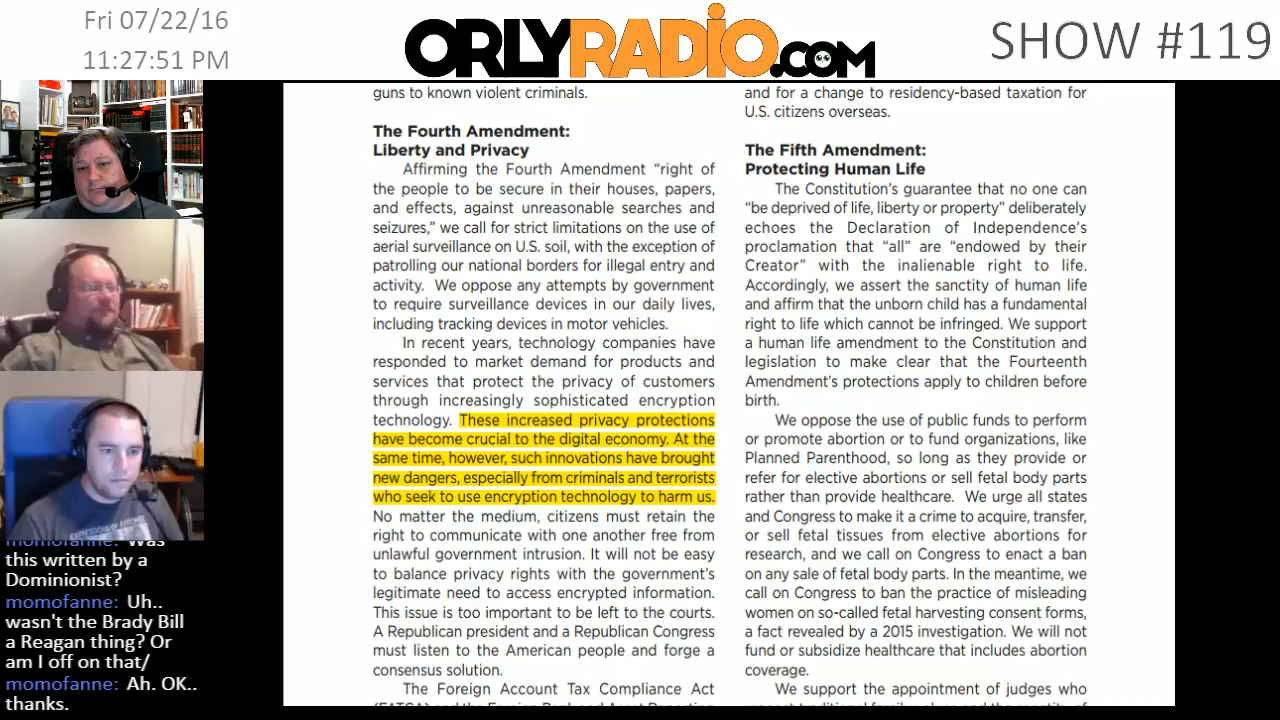 Fri 07/22/16
11:27:51 PM
ORLYRADIO.COM
SHOW #119
guns to known violent criminals.
The Fourth Amendment:
Liberty and Privacy
Affirming the Fourth Amendment “right of
the people to be secure in their houses, papers,
and effects, against unreasonable searches and
seizures,” we call for strict limitations on the use of
aerial surveillance on U.S. soil, with the exception of
patrolling our national borders for illegal entry and
activity. We oppose any attempts by government
to require surveillance devices in our daily lives,
including tracking devices in motor vehicles.
In recent years, technology companies have
responded to market demand for products and
services that protect the privacy of customers
through increasingly sophisticated encryption
technology. These increased privacy protections
have become crucial to the digital economy. At the
same time, however, such innovations have brought
new dangers, especially from criminals and terrorists
who seek to use encryption technology to harm us.
No matter the medium, citizens must retain the
right to communicate with one another free from
unlawful government intrusion. It will not be easy
to balance privacy rights with the government’s
legitimate need to access encrypted information.
This issue is too important to be left to the courts.
A Republican president and a Republican Congress
must listen to the American people and forge a
consensus solution.
The Foreign Account Tax Compliance Act
and for a change to residency-based taxation for
U.S. citizens overseas.
The Fifth Amendment:
Protecting Human Life
The Constitution’s guarantee that no one can
“be deprived of life, liberty or property” deliberately
echoes the Declaration of Independence’s
proclamation that “all” are “endowed by their
Creator” with the inalienable right to life.
Accordingly, we assert the sanctity of human life
and affirm that the unborn child has a fundamental
right to life which cannot be infringed. We support
a human life amendment to the Constitution and
legislation to make clear that the Fourteenth
Amendment’s protections apply to children before
birth.
We oppose the use of public funds to perform
or promote abortion or to fund organizations, like
Planned Parenthood, so long as they provide or
refer for elective abortions or sell fetal body parts
rather than provide healthcare. We urge all states
and Congress to make it a crime to acquire, transfer,
or sell fetal tissues from elective abortions for
research, and we call on Congress to enact a ban
on any sale of fetal body parts. In the meantime, we
call on Congress to ban the practice of misleading
women on so-called fetal harvesting consent forms,
a fact revealed by a 2015 investigation. We will not
fund or subsidize healthcare that includes abortion
coverage.
We support the appointment of judges who
momofanne: Was
this written by a
Dominionist?
momofanne: Uh..
wasn't the Brady Bill
a Reagan thing? Or
am I off on that/
momofanne: Ah. OK..
thanks.